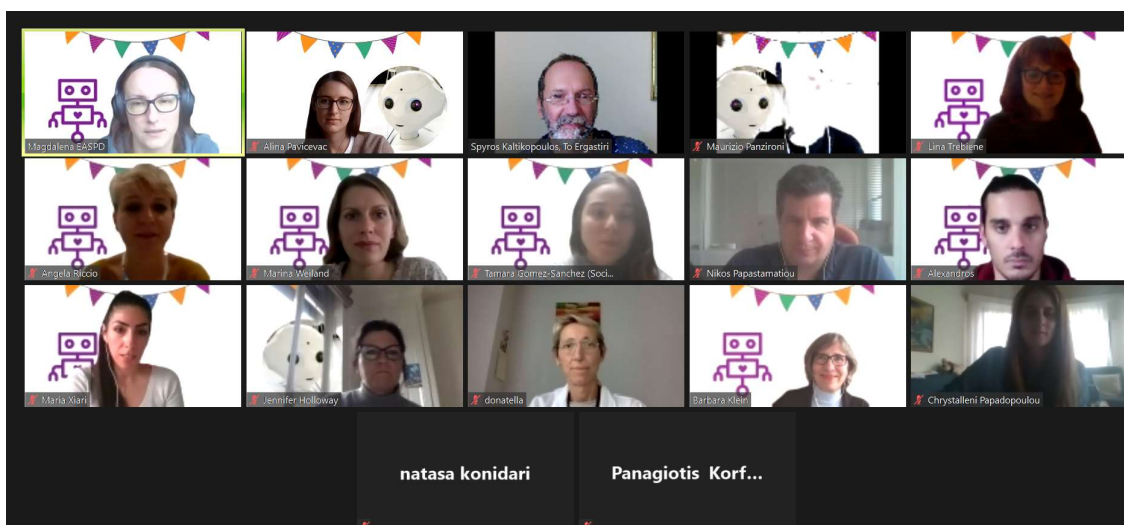 Magdalena EASPD
Alina Pavicevac
Spyros Kaltikopoulos, To Ergastiri
Maurizio Panzironi
Lina Trebiene
Angela Riccio
Marina Weiland
Tamara Gomez-Sanchez (Soci...
Nikos Papastamatiou
Alexandros
Maria Xiari
Jennifer Holloway
donatella
Barbara Klein
Chrystalleni Papadopoulou
natasa konidari
Panagiotis Korf...